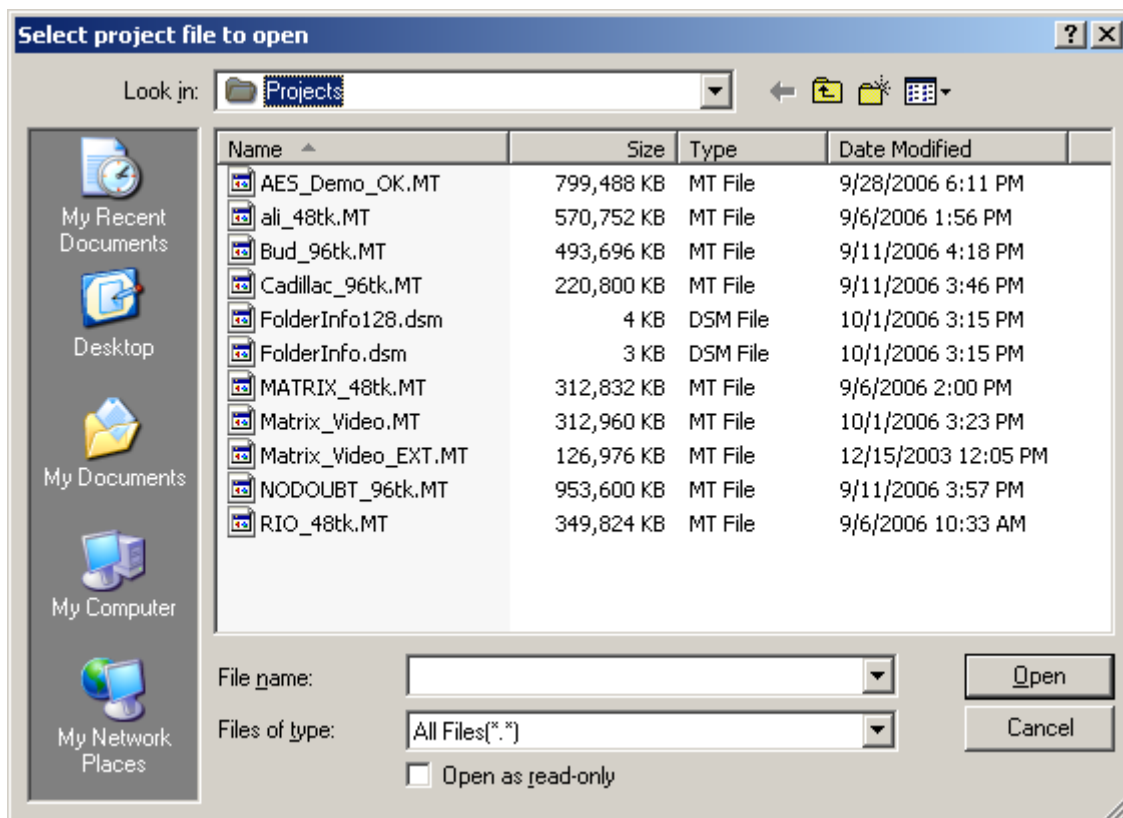 Select project file to open
Look in: Projects
Name Size Type Date Modified
AES_Demo_OK.MT 799,488 KB MT File 9/28/2006 6:11 PM
ali_48tk.MT 570,752 KB MT File 9/6/2006 1:56 PM
Bud_96tk.MT 493,696 KB MT File 9/11/2006 4:18 PM
Cadillac_96tk.MT 220,800 KB MT File 9/11/2006 3:46 PM
FolderInfo128.dsm 4 KB DSM File 10/1/2006 3:15 PM
FolderInfo.dsm 3 KB DSM File 10/1/2006 3:15 PM
MATRIX_48tk.MT 312,832 KB MT File 9/6/2006 2:00 PM
Matrix_Video.MT 312,960 KB MT File 10/1/2006 3:23 PM
Matrix_Video_EXT.MT 126,976 KB MT File 12/15/2003 12:05 PM
NODOUBT_96tk.MT 953,600 KB MT File 9/11/2006 3:57 PM
RIO_48tk.MT 349,824 KB MT File 9/6/2006 10:33 AM
My Recent
Documents
Desktop
My Documents
My Computer
My Network
Places
File name:
Open
Files of type: All Files(*.*)
Cancel
Open as read-only